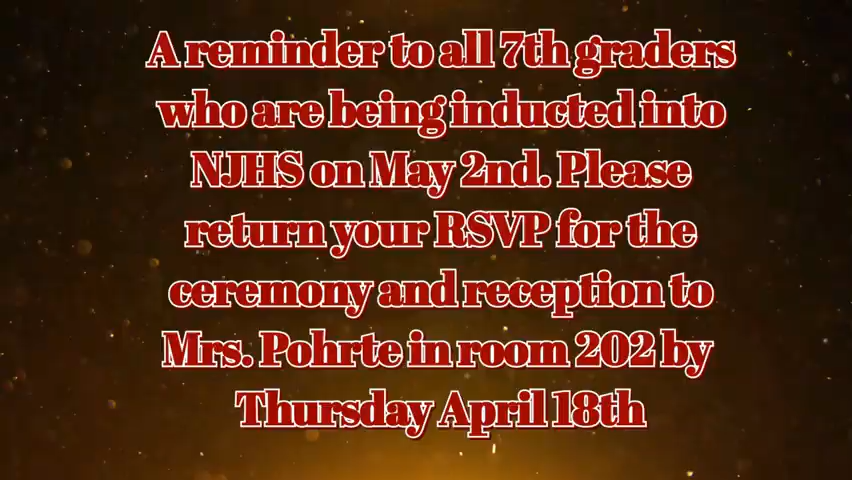 A reminder to all 7th graders
who are being inducted into
NJHS on May 2nd. Please
return your RSVP for the
ceremony and reception to
Mrs. Pohrte in room 202 by
Thursday April 18th